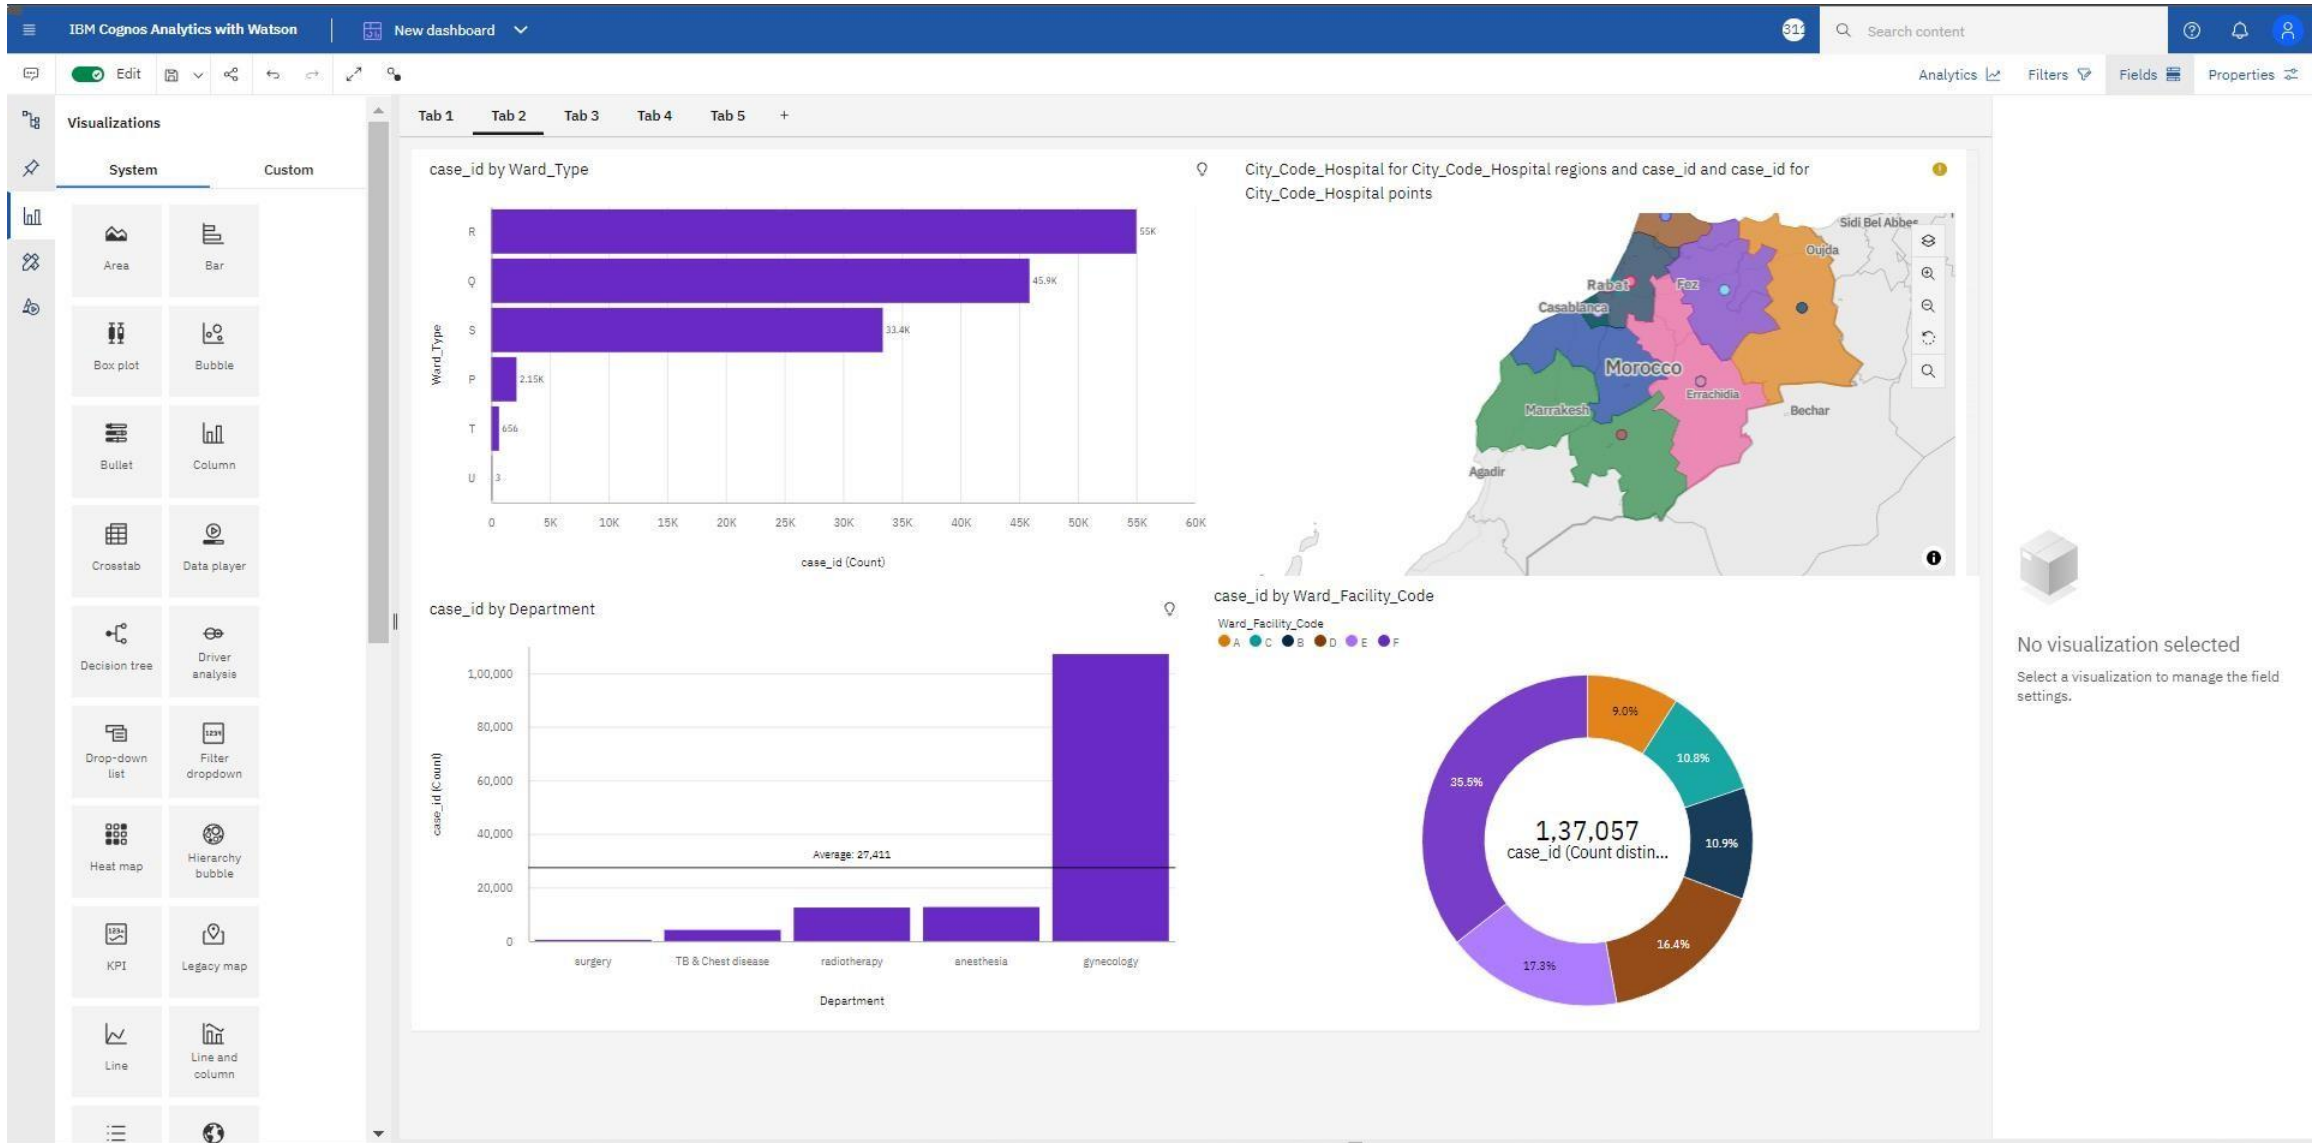 IBM Cognos Analytics with Watson
New dashboard
311
Search content
Edit
Analytics
Filters
Fields
Properties
Visualizations
System
Custom
Area
Bar
Box plot
Bubble
Bullet
Column
Crosstab
Data player
Decision tree
Driver
analysis
Drop-down
list
Filter
dropdown
Heat map
Hierarchy
bubble
KPI
Legacy map
Line
Line and
column
Tab 1
Tab 2
Tab 3
Tab 4
Tab 5
+
case_id by Ward_Type
Ward_Type
R
55K
Q
45.9K
S
33.4K
P
2.15K
T
656
U
3
0
5K
10K
15K
20K
25K
30K
35K
40K
45K
50K
55K
60K
case_id (Count)
City_Code_Hospital for City_Code_Hospital regions and case_id and case_id for
City_Code_Hospital points
Sidi Bel Abbes
Oujda
Rabat
Fez
Casablanca
Morocco
Errachidia
Marrakesh
Bechar
Agadir
case_id by Department
case_id (Count)
1,00,000
80,000
60,000
40,000
20,000
0
Average: 27,411
surgery
TB & Chest disease
radiotherapy
anesthesia
gynecology
Department
case_id by Ward_Facility_Code
Ward_Facility_Code
A C B D E F
9.0%
10.8%
10.9%
16.4%
17.3%
35.5%
1,37,057
case_id (Count distin...
No visualization selected
Select a visualization to manage the field
settings.